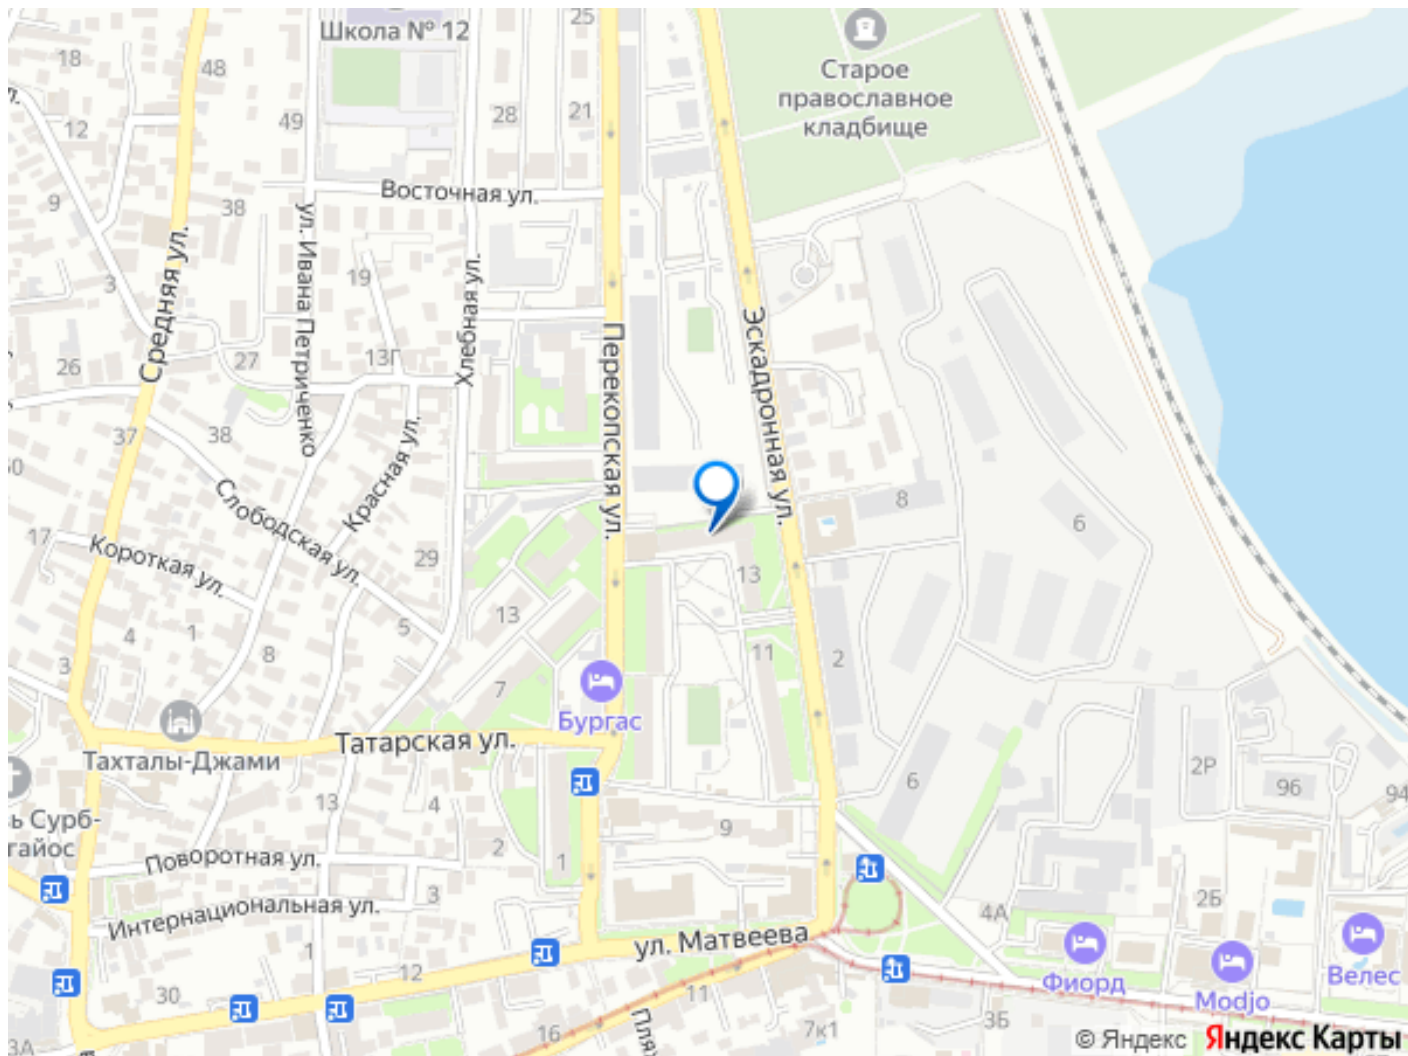 Школа № 12
25
18
48
Старое
православное
кладбище
12
49
28
21
Восточная ул.
9
38
ул. Ивана Петриченко
Средняя ул.
3
19
Хлебная ул.
Перекопская ул.
Эскадронная ул.
26
27
13Г
37
38
Красная ул.
Слободская ул.
17
Короткая ул.
29
8
6
13
13
4
1
5
3
8
11
2
7
Бургас
Тахталы-Джами
Татарская ул.
6
2Р
9б
94
13
4
ь Сурб-
гайос
Поворотная ул.
2
1
9
3
Интернациональная ул.
2Б
4А
1
ул. Матвеева
12
Фиорд
Modjo
Велес
30
11
16
7к1
3Б
3А
Пля
© Яндекс Яндекс Карты